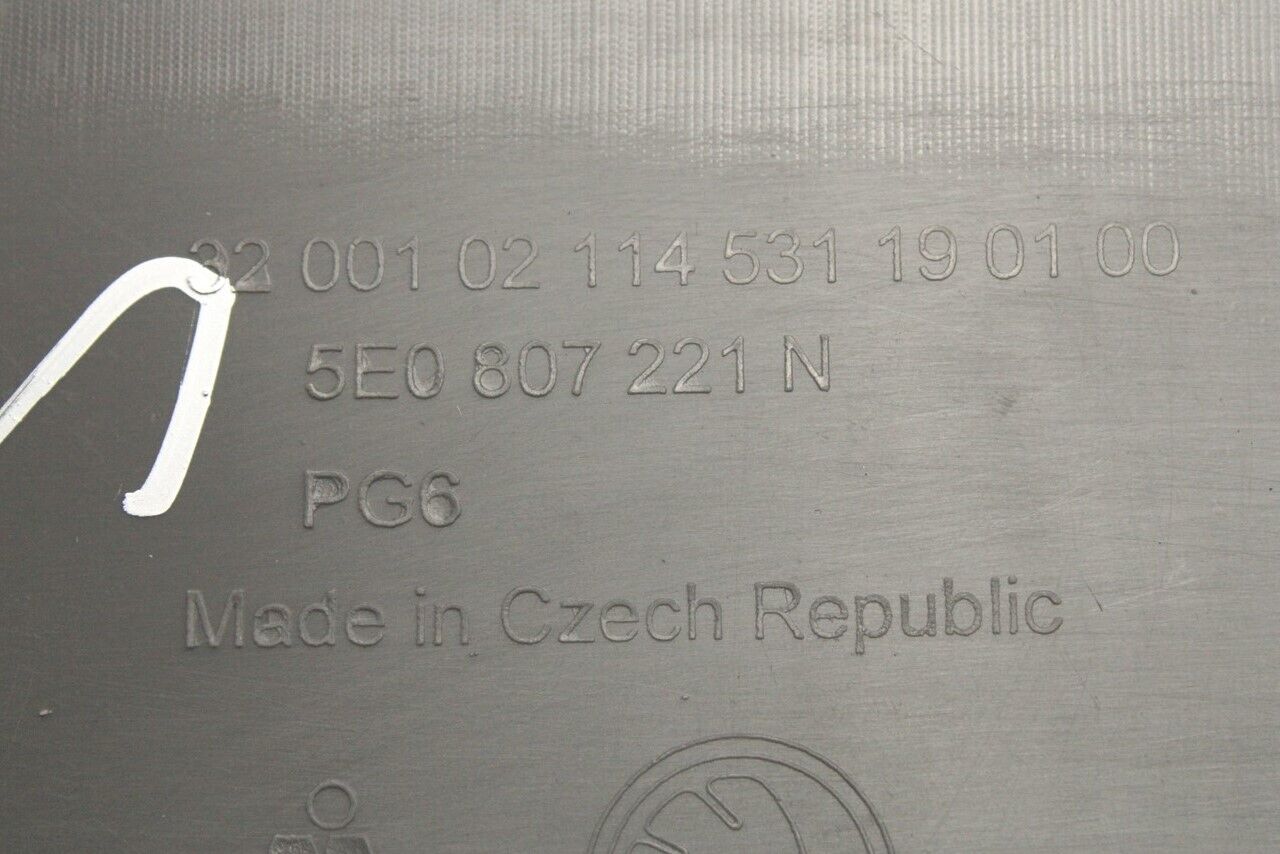 32 001 02 114 531 19 01 00
5E0 807 221 N
PG6
Made in Czech Republic